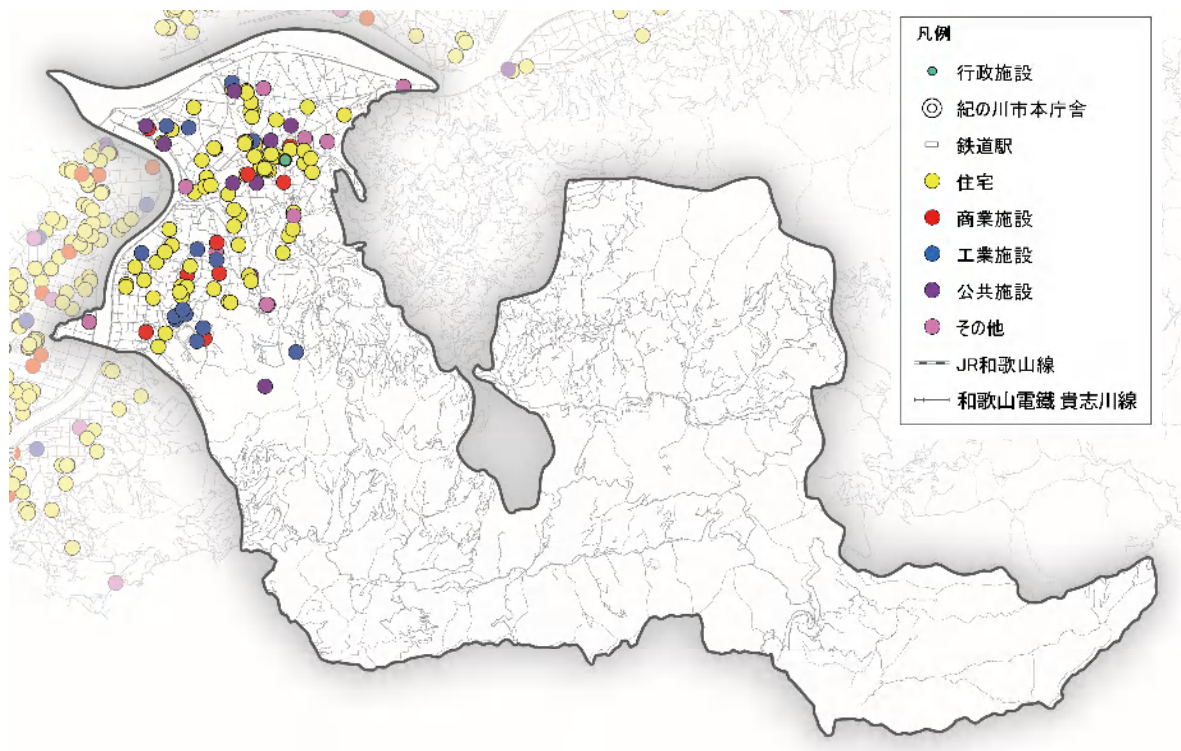 凡例
行政施設
紀の川市本庁舎
鉄道駅
住宅
商業施設
工業施設
公共施設
その他
JR和歌山線
和歌山電鐵 貴志川線